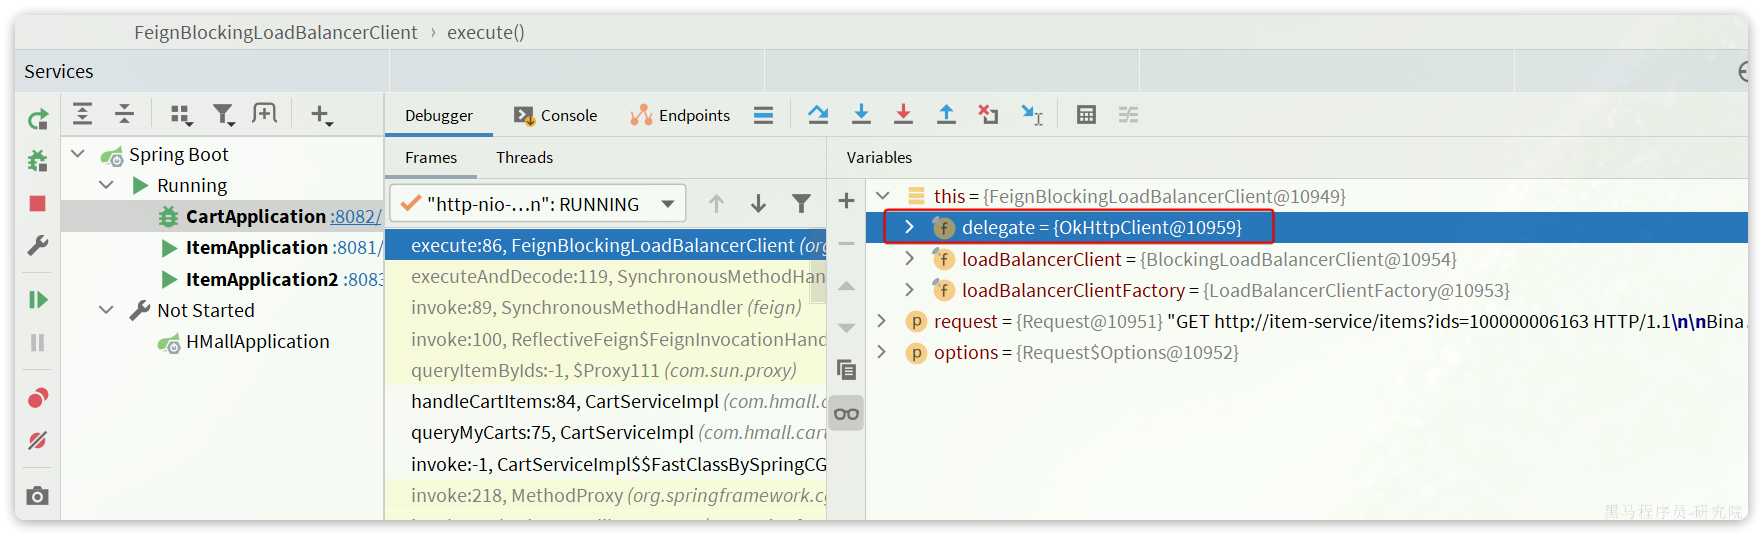 FeignBlockingLoadBalancerClient › execute()
Services
Debugger Console Endpoints
Spring Boot
Running
CartApplication :8082/
ItemApplication :8081/
ItemApplication2 :8083
Not Started
HMallApplication
Frames Threads
"http-nio-...n": RUNNING
execute:86, FeignBlockingLoadBalancerClient (org
executeAndDecode:119, SynchronousMethodHan
invoke:89, SynchronousMethodHandler (feign)
invoke:100, ReflectiveFeign$FeignInvocationHand
queryItemByIds:-1, $Proxy111 (com.sun.proxy)
handleCartItems:84, CartServiceImpl (com.hmall.c
queryMyCarts:75, CartServiceImpl (com.hmall.cart
invoke:-1, CartServiceImpl$$FastClassBySpringCG
invoke:218, MethodProxy (org.springframework.cg
Variables
this = {FeignBlockingLoadBalancerClient@10949}
delegate = {OkHttpClient@10959}
loadBalancerClient = {BlockingLoadBalancerClient@10954}
loadBalancerClientFactory = {LoadBalancerClientFactory@10953}
request = {Request@10951} "GET http://item-service/items?ids=100000006163 HTTP/1.1\n\nBina
options = {Request$Options@10952}
黑马程序员-研究院